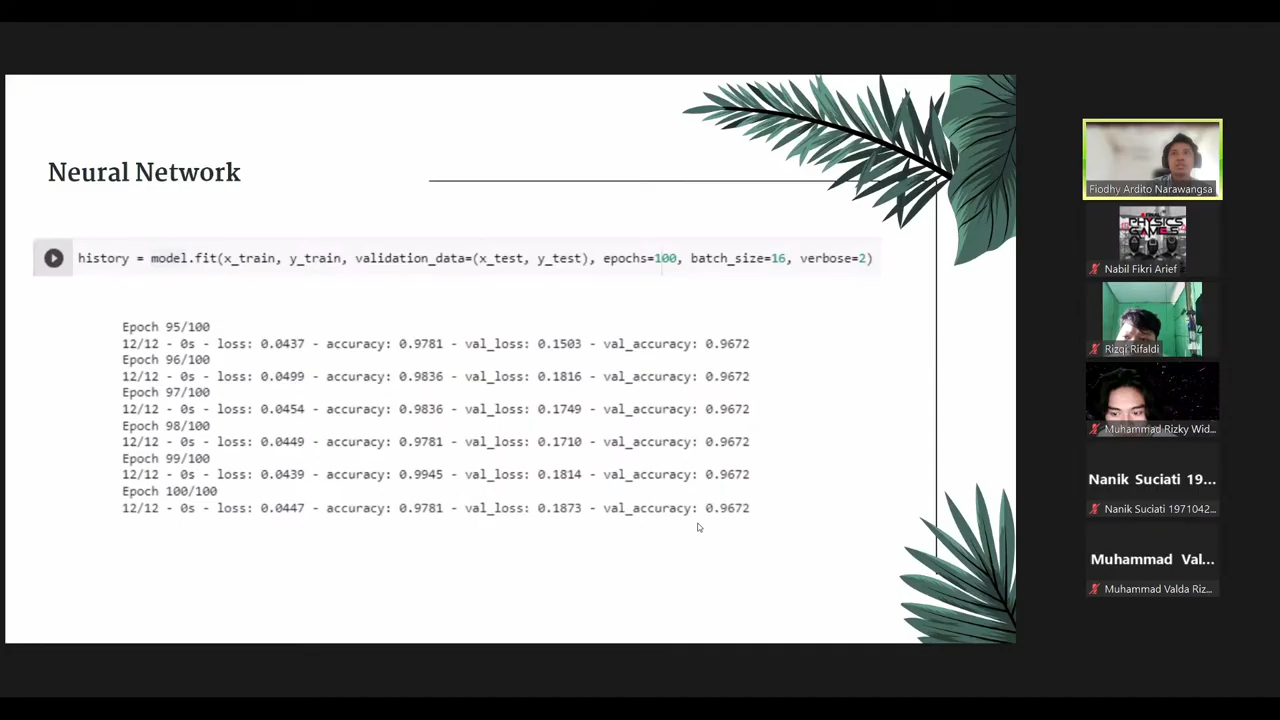 Neural Network
history = model.fit(x_train, y_train, validation_data=(x_test, y_test), epochs=100, batch_size=16, verbose=2)
Epoch 95/100
12/12 - 0s - loss: 0.0437 - accuracy: 0.9781 - val_loss: 0.1503 - val_accuracy: 0.9672
Epoch 96/100
12/12 - 0s - loss: 0.0499 - accuracy: 0.9836 - val_loss: 0.1816 - val_accuracy: 0.9672
Epoch 97/100
12/12 - 0s - loss: 0.0454 - accuracy: 0.9836 - val_loss: 0.1749 - val_accuracy: 0.9672
Epoch 98/100
12/12 - 0s - loss: 0.0449 - accuracy: 0.9781 - val_loss: 0.1710 - val_accuracy: 0.9672
Epoch 99/100
12/12 - 0s - loss: 0.0439 - accuracy: 0.9945 - val_loss: 0.1814 - val_accuracy: 0.9672
Epoch 100/100
12/12 - 0s - loss: 0.0447 - accuracy: 0.9781 - val_loss: 0.1873 - val_accuracy: 0.9672
Fiodhy Ardito Narawangsa
PHYSICS
GAMES
Nabil Fikri Arief
Rizqi Rifaldi
Muhammad Rizky Wid...
Nanik Suciati 19...
Nanik Suciati 1971042...
Muhammad Val...
Muhammad Valda Riz...